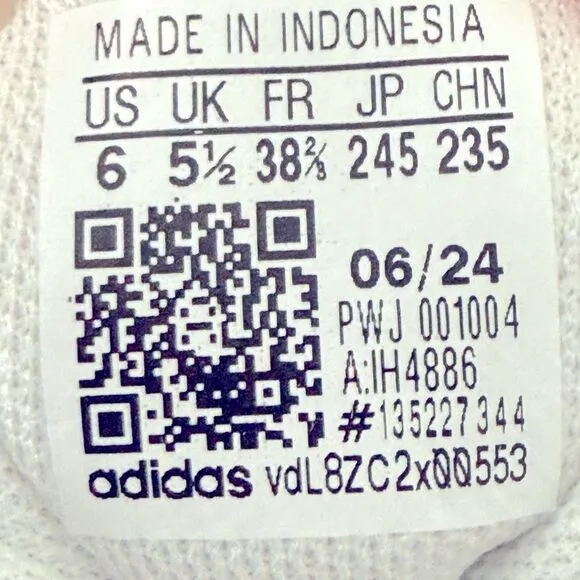 MADE IN INDONESIA
US UK FR JP CHN
6 5½ 38⅔ 245 235
06/24
PWJ 001004
A:IH4886
#135227344
adidas vdL8ZC2x00553